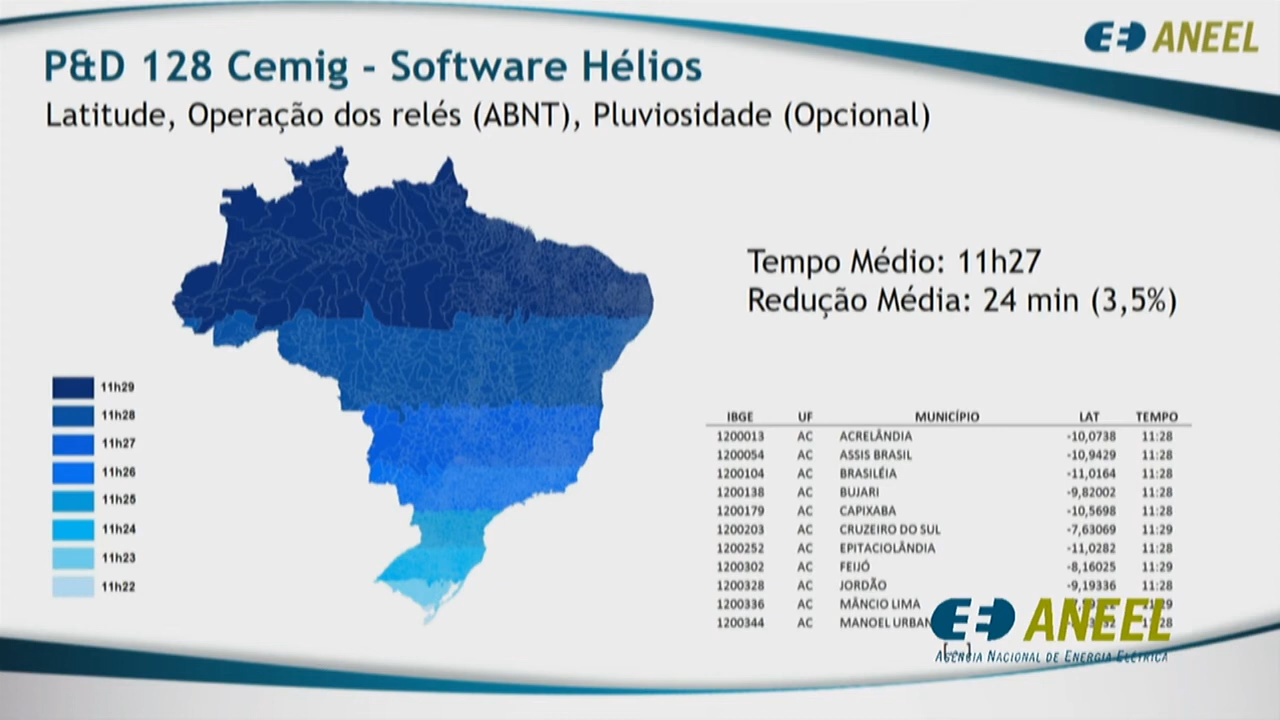 ANEEL
P&D 128 Cemig - Software Hélios
Latitude, Operação dos relés (ABNT), Pluviosidade (Opcional)
Tempo Médio: 11h27
Redução Média: 24 min (3,5%)
11h29
11h28
11h27
11h26
11h25
11h24
11h23
11h22
IBGE UF MUNICÍPIO LAT TEMPO
1200013 AC ACRELÂNDIA -10,0738 11:28
1200054 AC ASSIS BRASIL -10,9429 11:28
1200104 AC BRASILÉIA -11,0164 11:28
1200138 AC BUJARI -9,82002 11:28
1200179 AC CAPIXABA -10,5698 11:28
1200203 AC CRUZEIRO DO SUL -7,63069 11:29
1200252 AC EPITACIOLÂNDIA -11,0282 11:28
1200302 AC FEIJÓ -8,16025 11:29
1200328 AC JORDÃO -9,19336 11:28
1200336 AC MÂNCIO LIMA
1200344 AC MANOEL
ANEEL
AGÊNCIA NACIONAL DE ENERGIA ELÉTRICA